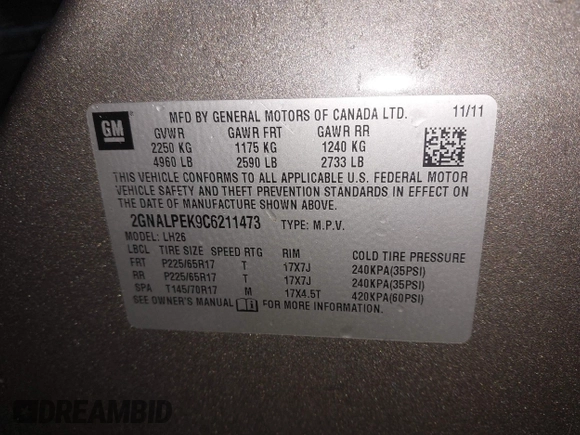 GM
MFD BY GENERAL MOTORS OF CANADA LTD. 11/11
GVWR GAWR FRT GAWR RR
2250 KG 1175 KG 1240 KG
4960 LB 2590 LB 2733 LB
THIS VEHICLE CONFORMS TO ALL APPLICABLE U.S. FEDERAL MOTOR
VEHICLE SAFETY AND THEFT PREVENTION STANDARDS IN EFFECT ON
THE DATE OF MANUFACTURE SHOWN ABOVE.
2GNALPEK9C6211473 TYPE: M.P.V.
MODEL: LH26
LBCL TIRE SIZE SPEED RTG RIM COLD TIRE PRESSURE
FRT P225/65R17 T 17X7J 240KPA(35PSI)
RR P225/65R17 T 17X7J 240KPA(35PSI)
SPA T145/70R17 M 17X4.5T 420KPA(60PSI)
SEE OWNER'S MANUAL FOR MORE INFORMATION.
DREAMBID